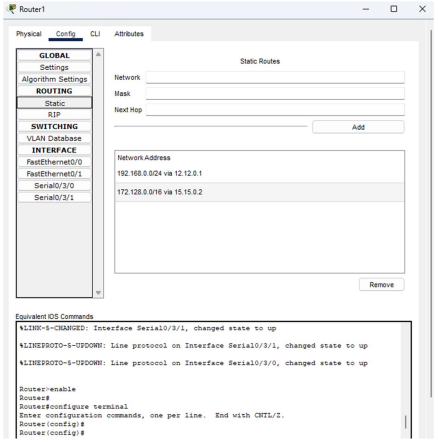 Router1
Physical Config CLI Attributes
GLOBAL
Settings
Algorithm Settings
ROUTING
Static
RIP
SWITCHING
VLAN Database
INTERFACE
FastEthernet0/0
FastEthernet0/1
Serial0/3/0
Serial0/3/1
Static Routes
Network
Mask
Next Hop
Add
Network Address
192.168.0.0/24 via 12.12.0.1
172.128.0.0/16 via 15.15.0.2
Remove
Equivalent IOS Commands
%LINK-5-CHANGED: Interface Serial0/3/1, changed state to up
%LINEPROTO-5-UPDOWN: Line protocol on Interface Serial0/3/1, changed state to up
%LINEPROTO-5-UPDOWN: Line protocol on Interface Serial0/3/0, changed state to up
Router>enable
Router#
Router#configure terminal
Enter configuration commands, one per line. End with CNTL/Z.
Router(config)#
Router(config)#